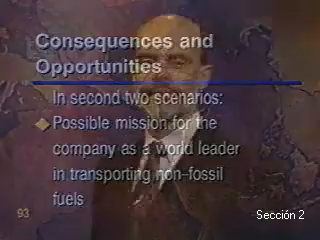 Consequences and
Opportunities
In second two scenarios:
Possible mission for the
company as a world leader
in transporting non-fossil
fuels
93
Sección 2